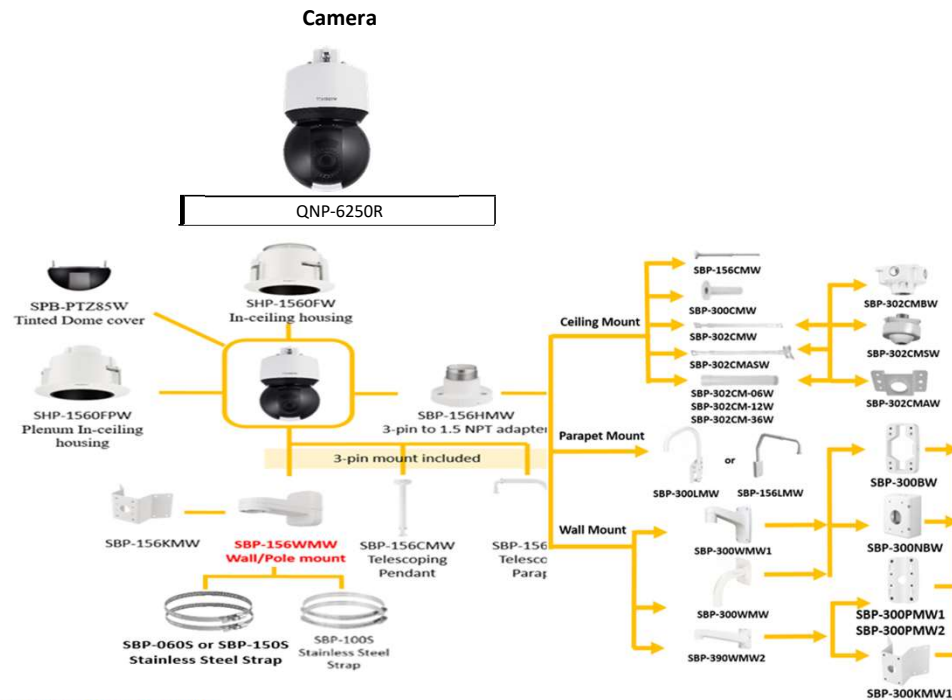 Camera
QNP-6250R
SPB-PTZ85W
Tinted Dome cover
SHP-1560FW
In-ceiling housing
SHP-1560FPW
Plenum In-ceiling
housing
SBP-156HMW
3-pin to 1.5 NPT adapter
3-pin mount included
SBP-156KMW
SBP-156WMW
Wall/Pole mount
SBP-156CMW
Telescoping
Pendant
SBP-156
Telesco
Parap
SBP-060S or SBP-150S
Stainless Steel Strap
SBP-100S
Stainless Steel
Strap
Ceiling Mount
SBP-156CMW
SBP-300CMW
SBP-302CMW
SBP-302CMASW
SBP-302CM-06W
SBP-302CM-12W
SBP-302CM-36W
SBP-302CMBW
SBP-302CMSW
SBP-302CMAW
Parapet Mount
SBP-300LMW
or
SBP-156LMW
Wall Mount
SBP-300WMW1
SBP-300WMW
SBP-390WMW2
SBP-300BW
SBP-300NBW
SBP-300PMW1
SBP-300PMW2
SBP-300KMW1